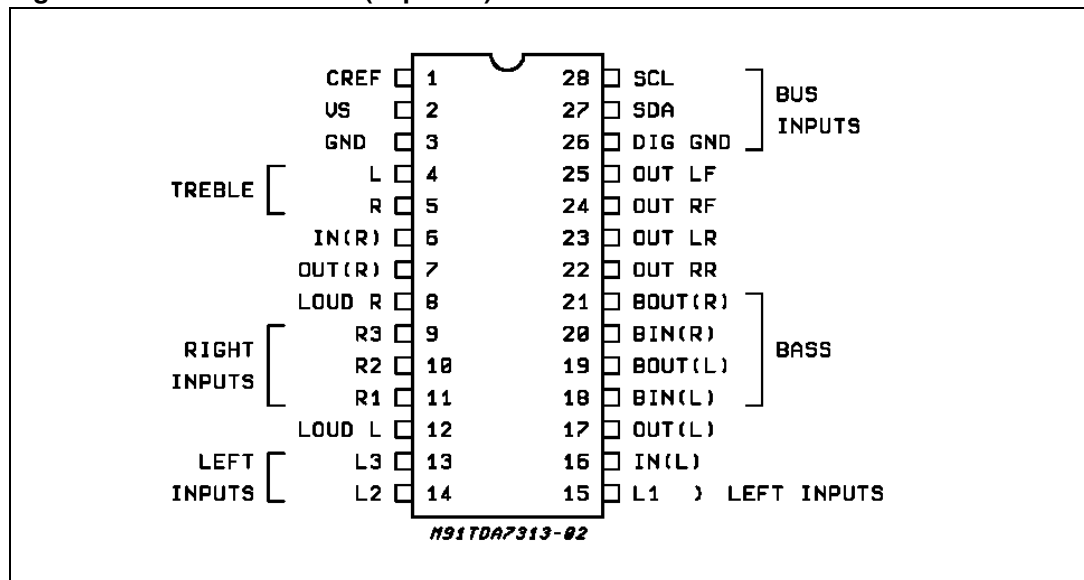 CREF 1 28 SCL
VS 2 27 SDA
GND 3 26 DIG GND
BUS INPUTS
L 4 25 OUT LF
R 5 24 OUT RF
TREBLE
IN(R) 6 23 OUT LR
OUT(R) 7 22 OUT RR
LOUD R 8 21 BOUT(R)
R3 9 20 BIN(R)
R2 10 19 BOUT(L)
R1 11 18 BIN(L)
RIGHT INPUTS
BASS
LOUD L 12 17 OUT(L)
L3 13 16 IN(L)
L2 14 15 L1 ) LEFT INPUTS
LEFT INPUTS
M91TDA7313-02